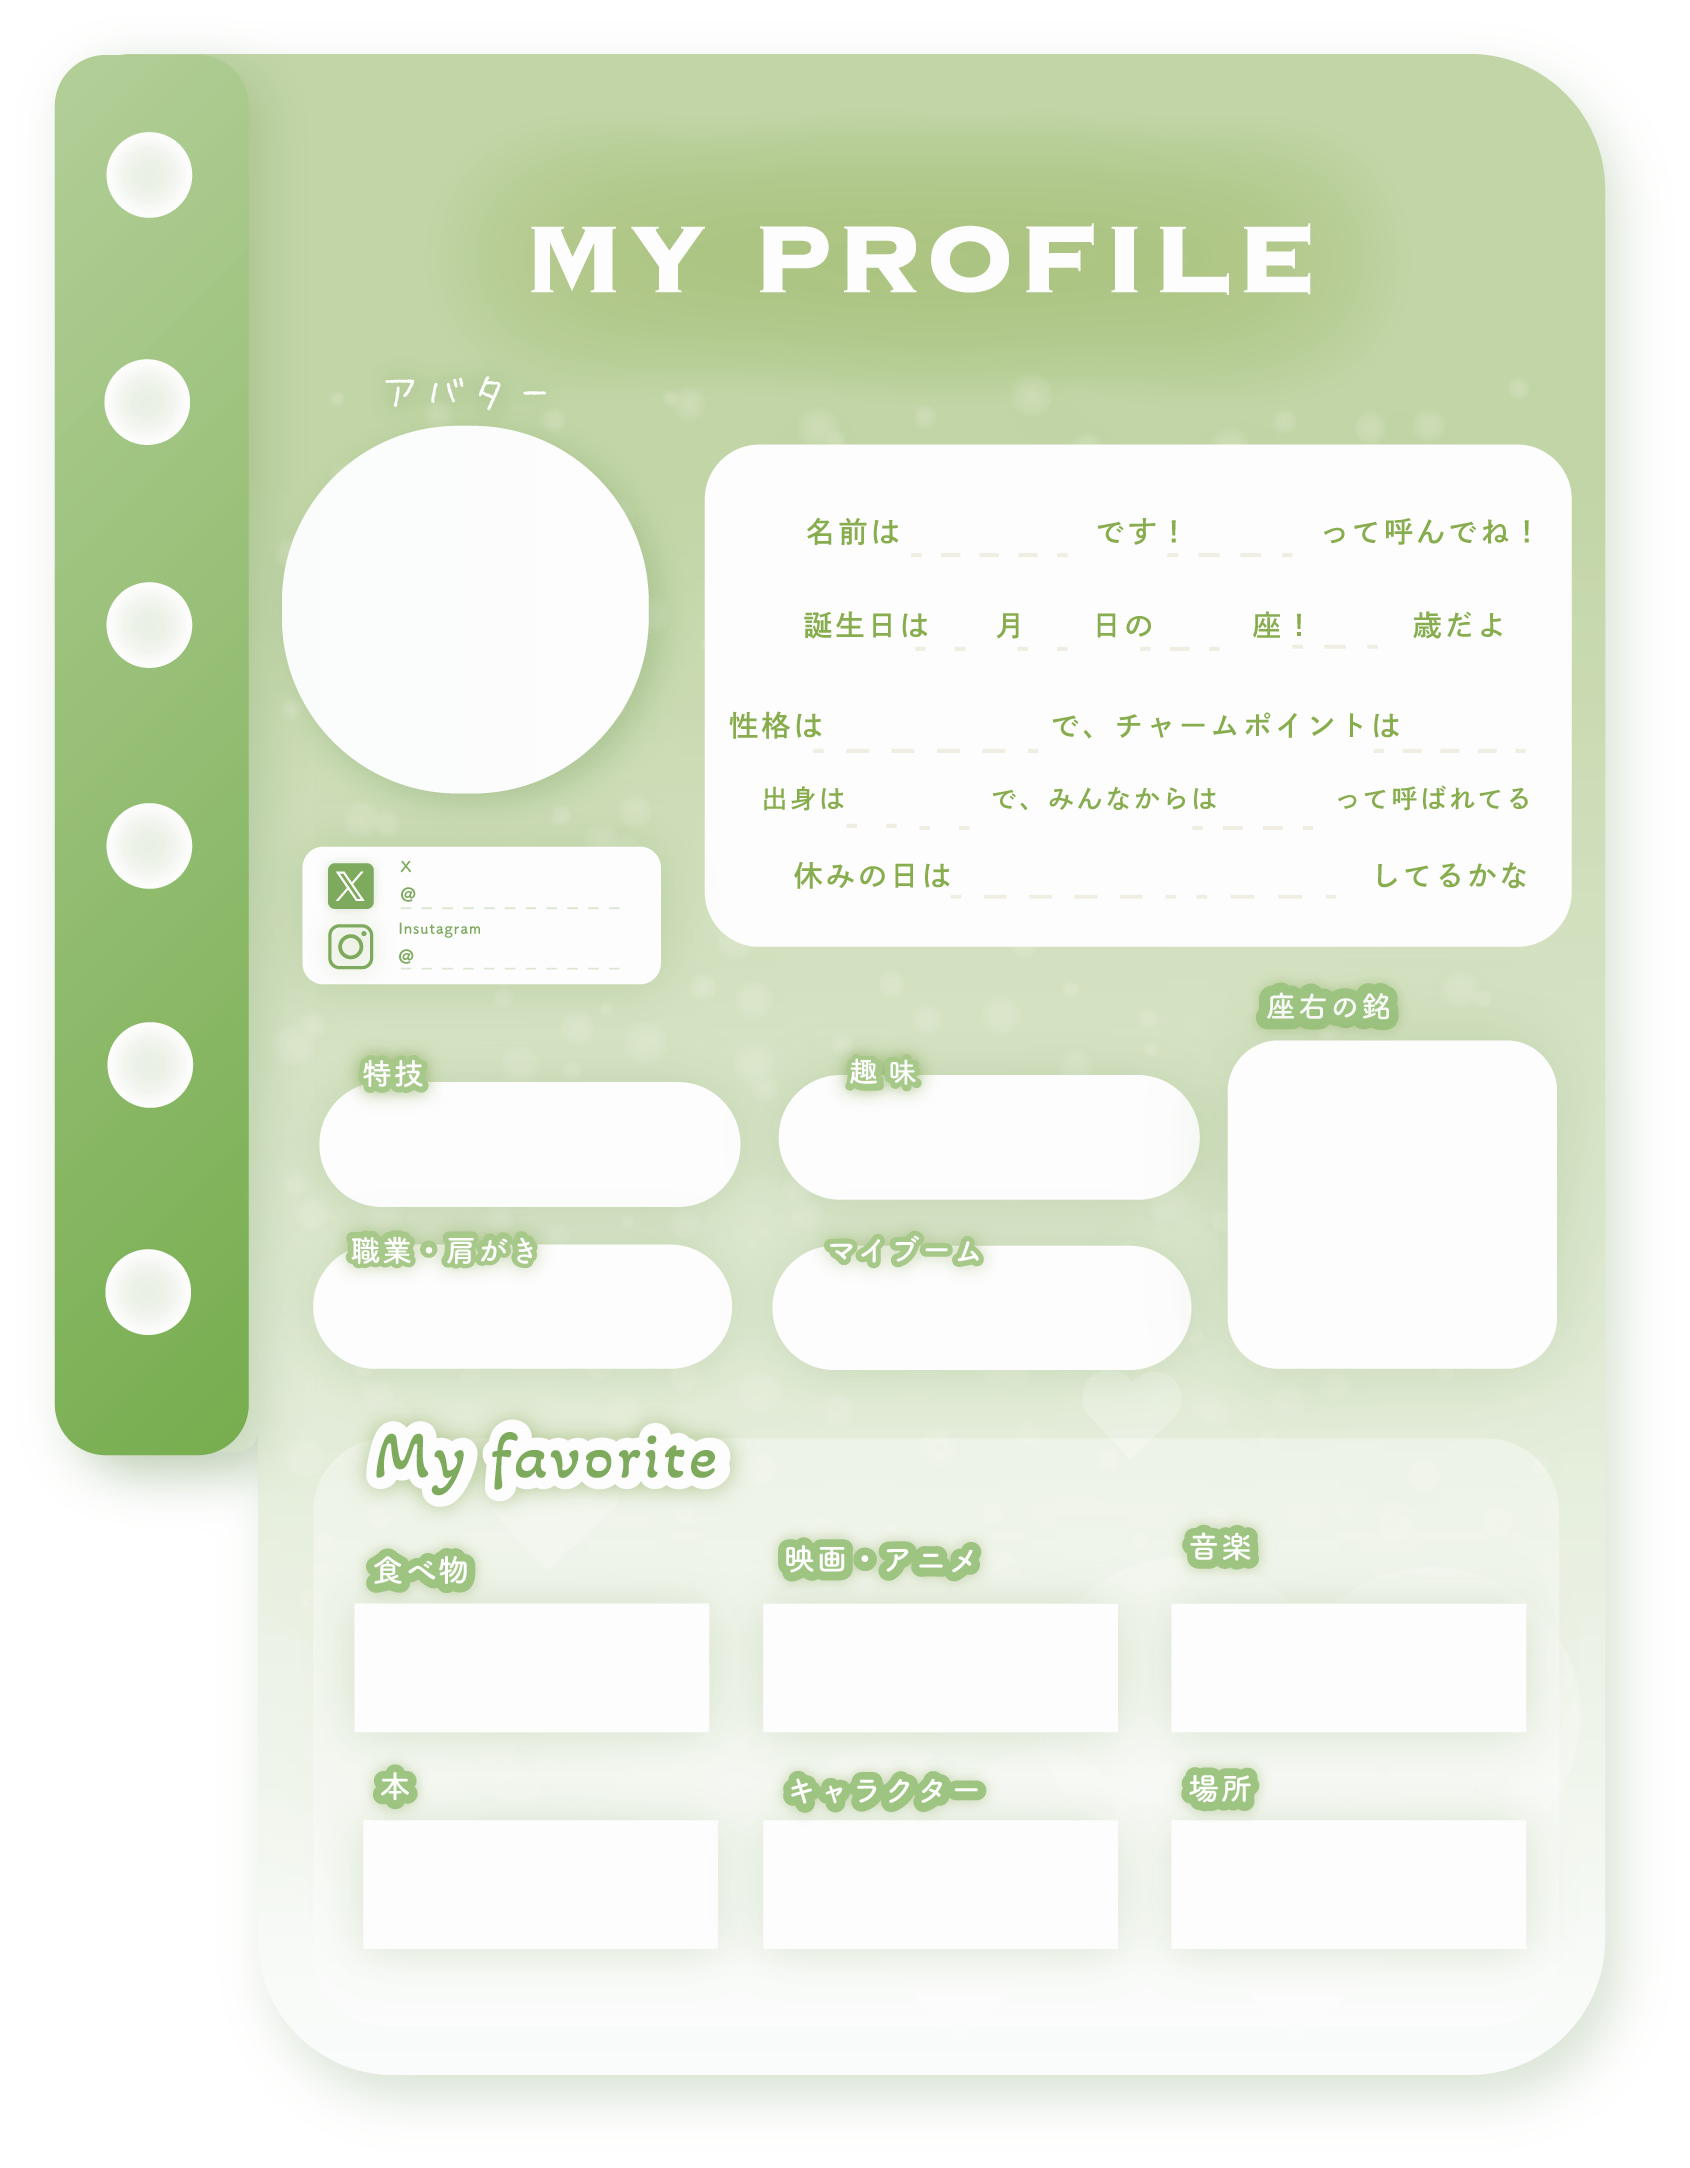 MY PROFILE
アバター
名前は です！ って呼んでね！
誕生日は 月 日の 座！ 歳だよ
性格は で、チャームポイントは
出身は で、みんなからは って呼ばれてる
休みの日は してるかな
X
@
Insutagram
@
座右の銘
特技 趣味
職業・肩がき マイブーム
My favorite
食べ物 映画・アニメ 音楽
本 キャラクター 場所